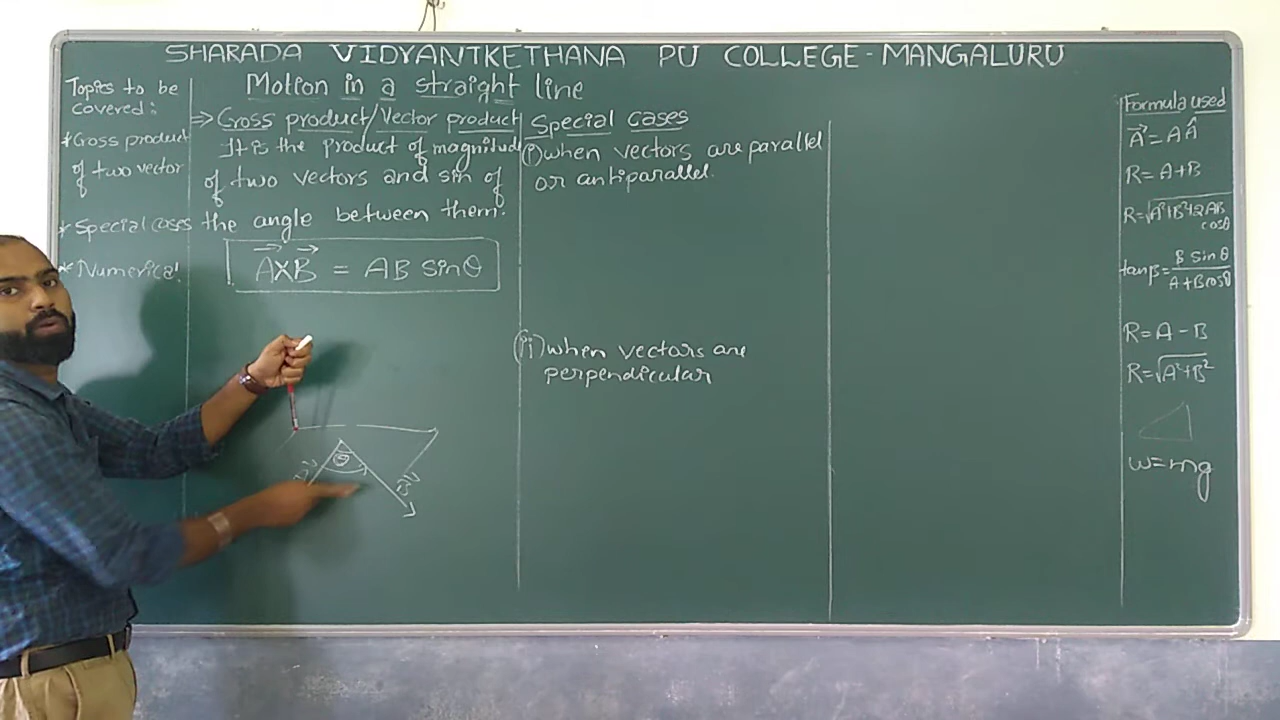 SHARADA VIDYANIKETHANA PU COLLEGE - MANGALURU
Motion in a straight line
Topics to be
covered:
* Cross product
of two vector
* Special cases
* Numerical
⇒ Cross product/Vector product
It is the product of magnitude
of two vectors and sin of
the angle between them.
A⃗ X B⃗ = AB sinθ
θ
B⃗
Special cases
(i) when vectors are parallel
or antiparallel.
(ii) when vectors are
perpendicular
Formula used
A⃗ = A Â
R = A + B
R = √A²+B²+2AB
cosθ
tanβ = B sinθ / A + B cosθ
R = A - B
R = √A²+B²
w = mg